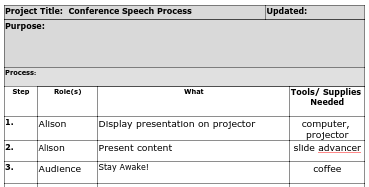 Project Title:  Conference Speech Process Updated:
Purpose:
Process:
Step Role(s) What Tools/ Supplies
Needed
1. Alison Display presentation on projector computer,
projector
2. Alison Present content slide advancer
3. Audience Stay Awake! coffee